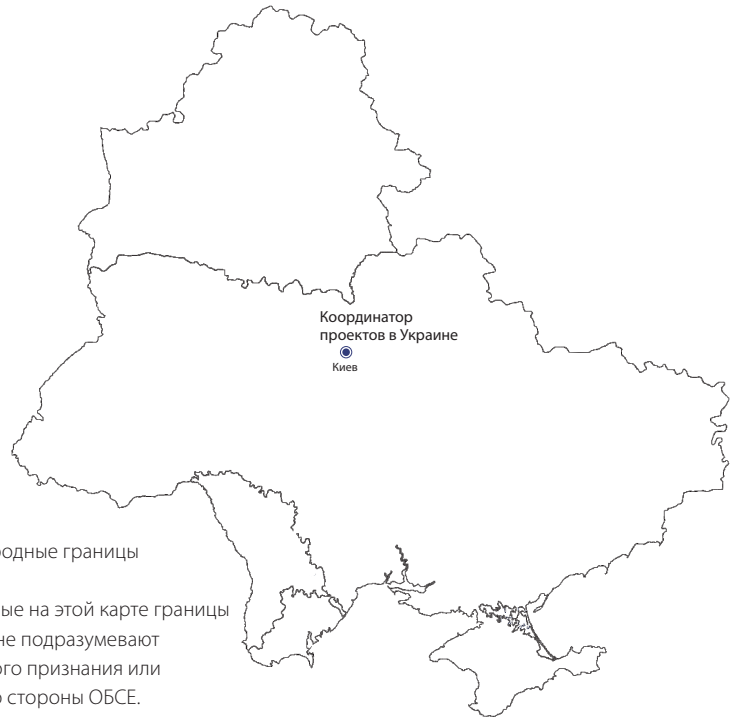 Координатор
проектов в Украине
Киев
одные границы
ые на этой карте границы
не подразумевают
ого признания или
о стороны ОБСЕ.